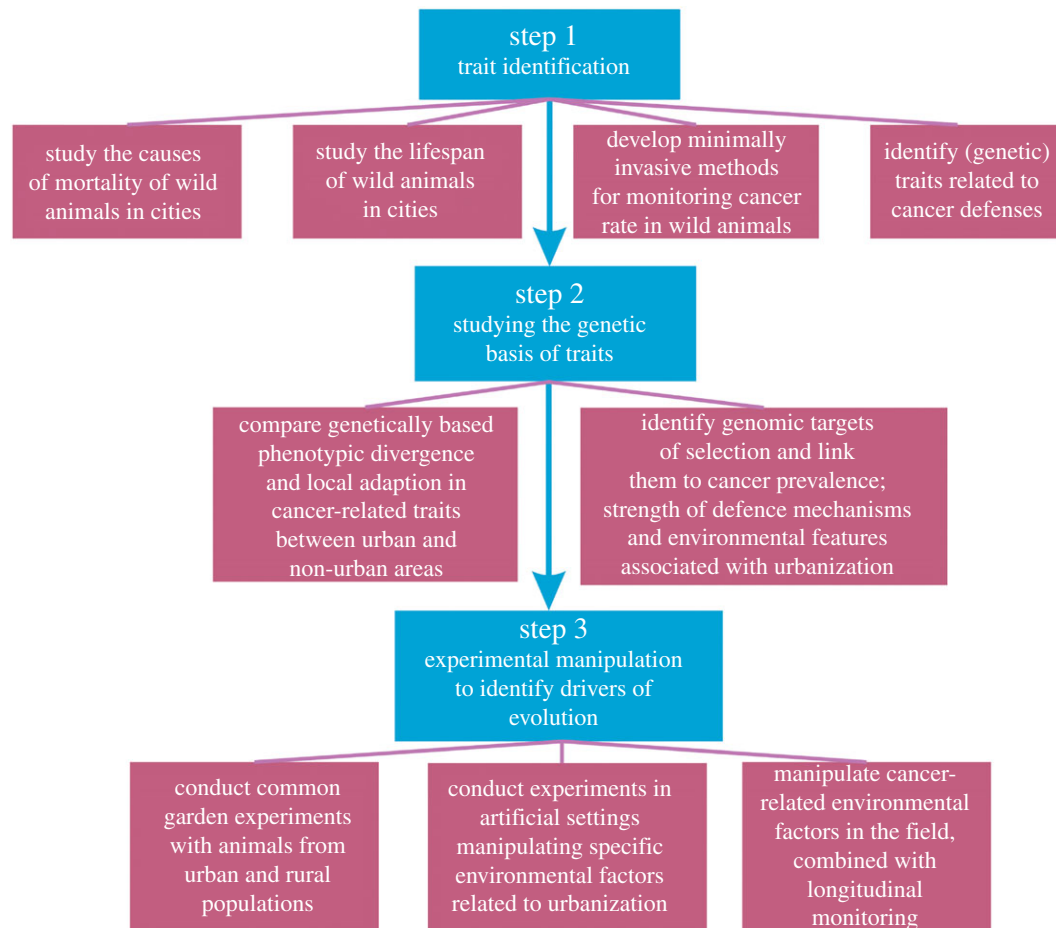 step 1
trait identification
study the causes
of mortality of wild
animals in cities
study the lifespan
of wild animals
in cities
develop minimally
invasive methods
for monitoring cancer
rate in wild animals
identify (genetic)
traits related to
cancer defenses
step 2
studying the genetic
basis of traits
compare genetically based
phenotypic divergence
and local adaption in
cancer-related traits
between urban and
non-urban areas
identify genomic targets
of selection and link
them to cancer prevalence;
strength of defence mechanisms
and environmental features
associated with urbanization
step 3
experimental manipulation
to identify drivers of
evolution
conduct common
garden experiments
with animals from
urban and rural
populations
conduct experiments in
artificial settings
manipulating specific
environmental factors
related to urbanization
manipulate cancer-
related environmental
factors in the field,
combined with
longitudinal
monitoring